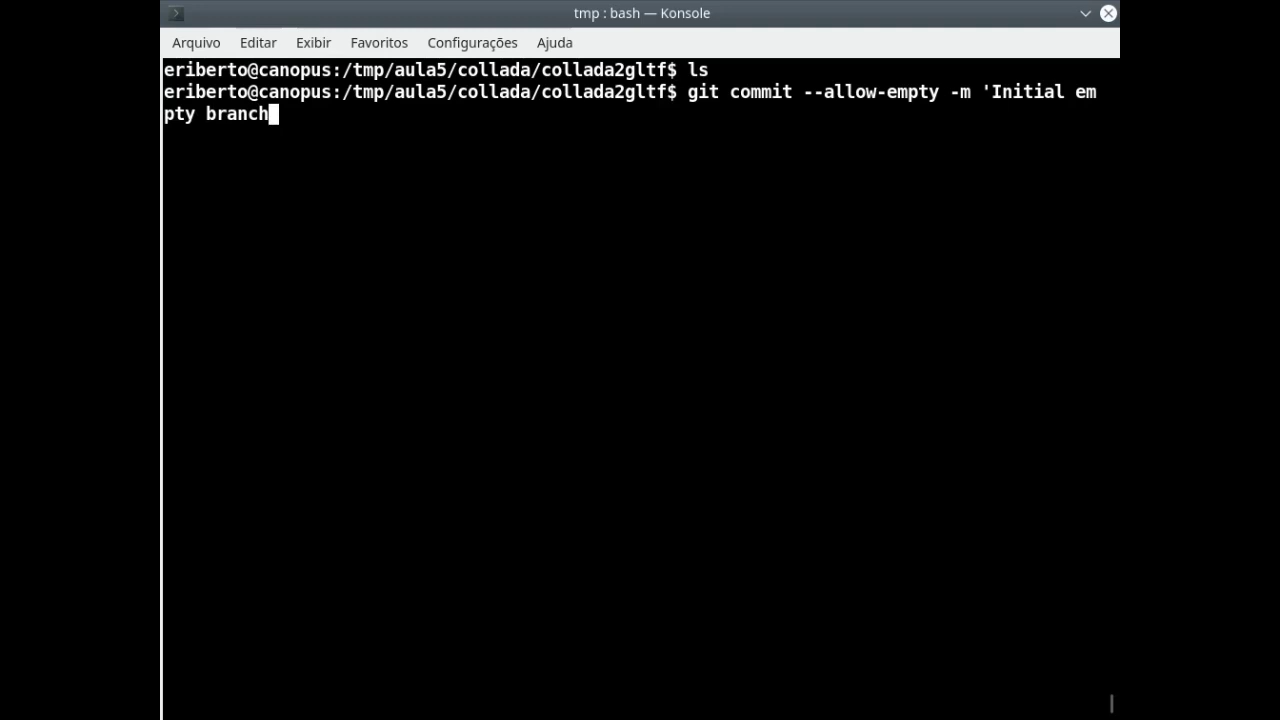 tmp : bash — Konsole
Arquivo Editar Exibir Favoritos Configurações Ajuda
eriberto@canopus:/tmp/aula5/collada/collada2gltf$ ls
eriberto@canopus:/tmp/aula5/collada/collada2gltf$ git commit --allow-empty -m 'Initial em
pty branch